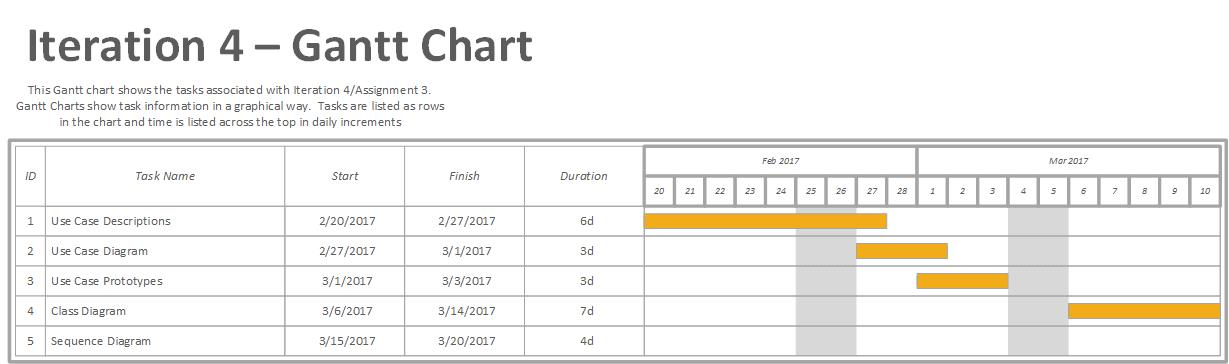 Iteration 4 – Gantt Chart
This Gantt chart shows the tasks associated with Iteration 4/Assignment 3.
Gantt Charts show task information in a graphical way. Tasks are listed as rows
in the chart and time is listed across the top in daily increments
ID Task Name Start Finish Duration Feb 2017 Mar 2017
20 21 22 23 24 25 26 27 28 1 2 3 4 5 6 7 8 9 10
1 Use Case Descriptions 2/20/2017 2/27/2017 6d
2 Use Case Diagram 2/27/2017 3/1/2017 3d
3 Use Case Prototypes 3/1/2017 3/3/2017 3d
4 Class Diagram 3/6/2017 3/14/2017 7d
5 Sequence Diagram 3/15/2017 3/20/2017 4d